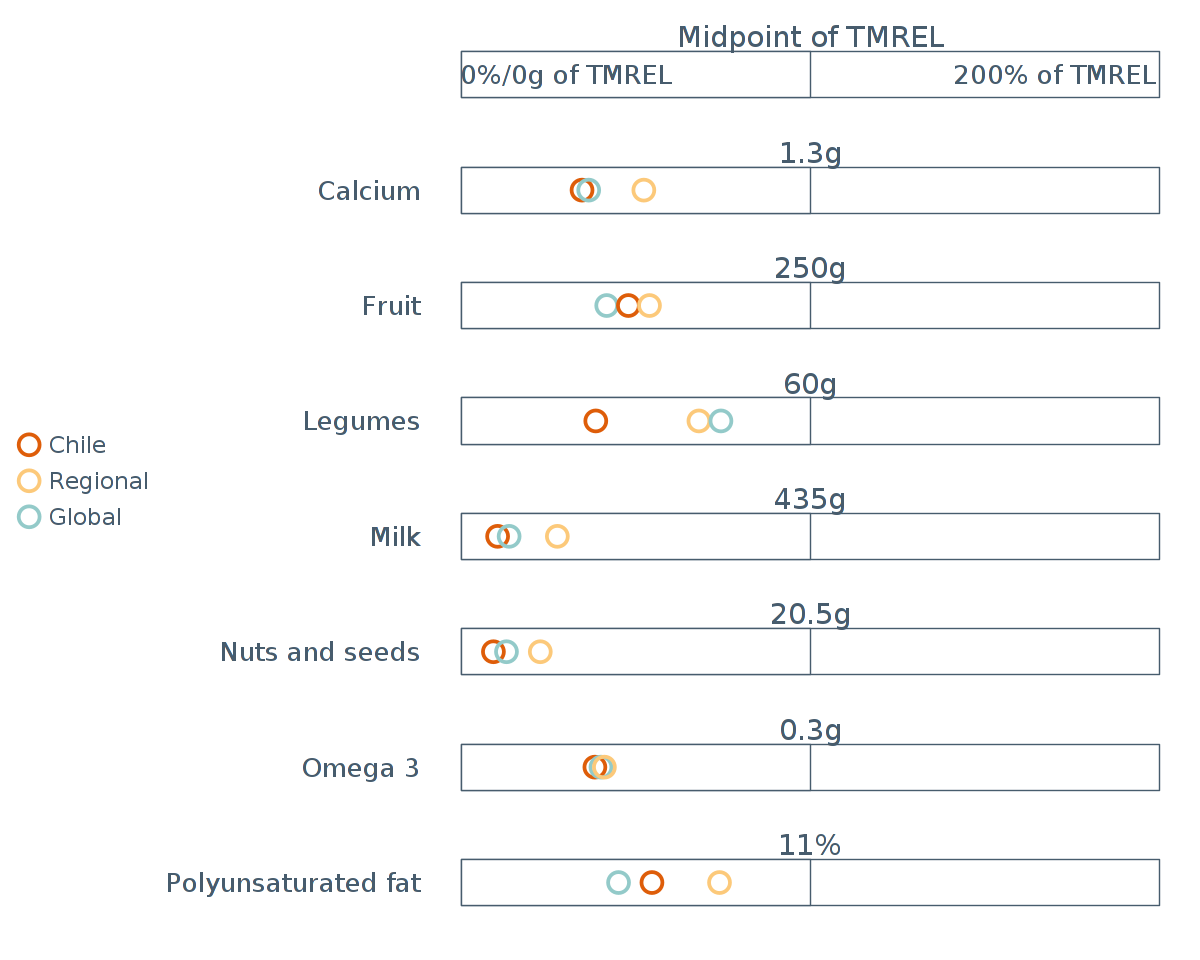 Midpoint of TMREL
0%/0g of TMREL
200% of TMREL
1.3g
Calcium
250g
Fruit
60g
Legumes
Chile
Regional
Global
435g
Milk
20.5g
Nuts and seeds
0.3g
Omega 3
11%
Polyunsaturated fat